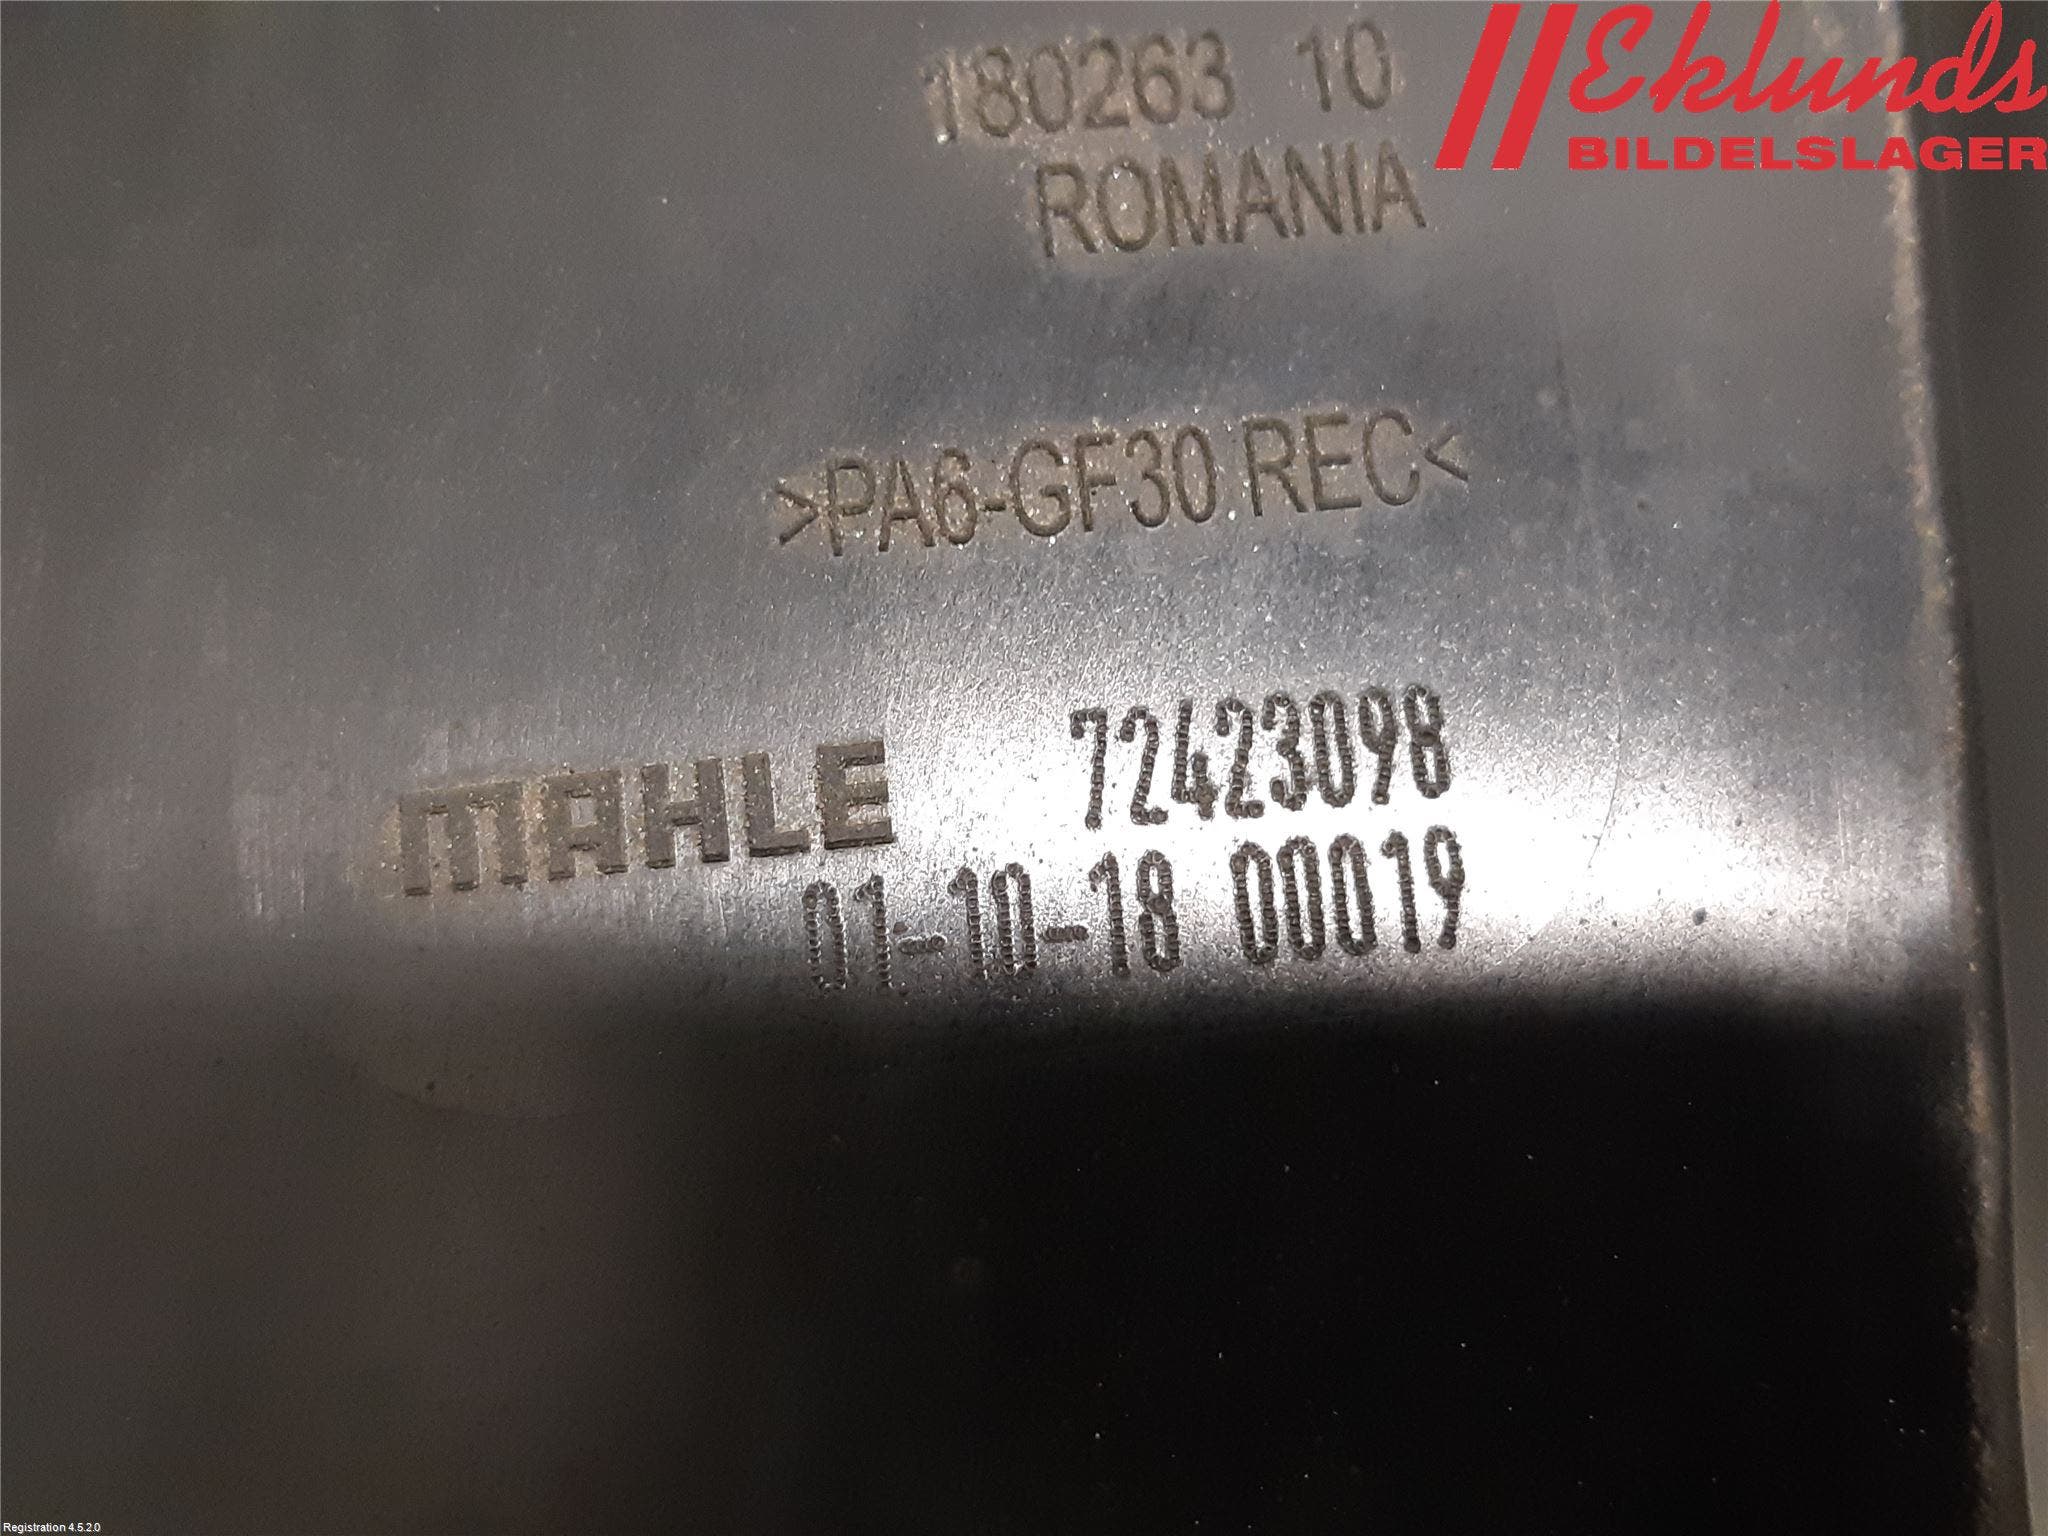 180263 10
Eklunds
BILDELSLAGER
ROMANIA
>PA6-GF30 REC<
MAHLE 72423098
01-10-18 00019
Registration 4.5.2.0